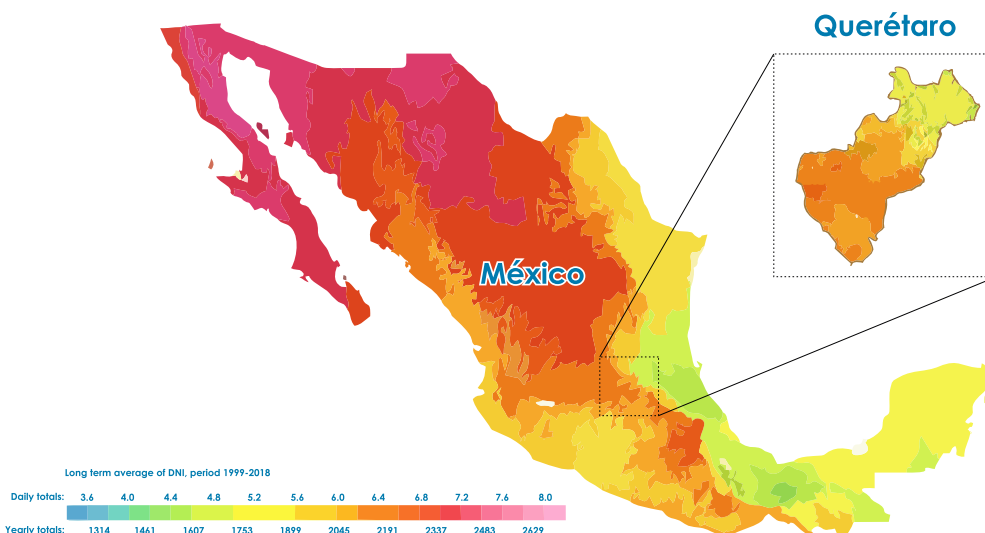 Querétaro
México
Long term average of DNI, period 1999-2018
Daily totals: 3.6 4.0 4.4 4.8 5.2 5.6 6.0 6.4 6.8 7.2 7.6 8.0
Yearly totals: 1314 1461 1607 1753 1899 2045 2191 2337 2483 2629